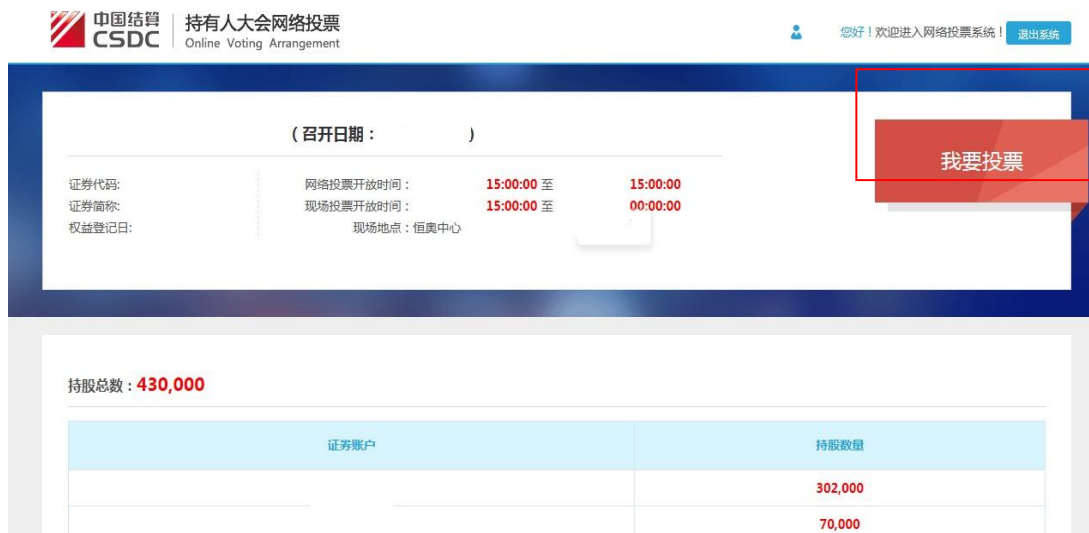 中国结算
CSDC
持有人大会网络投票
Online Voting Arrangement
您好！欢迎进入网络投票系统！
退出系统
（召开日期： ）
我要投票
证券代码: 网络投票开放时间： 15:00:00 至 15:00:00
证券简称: 现场投票开放时间： 15:00:00 至 00:00:00
权益登记日: 现场地点：恒奥中心
持股总数：430,000
证券账户 持股数量
302,000
70,000